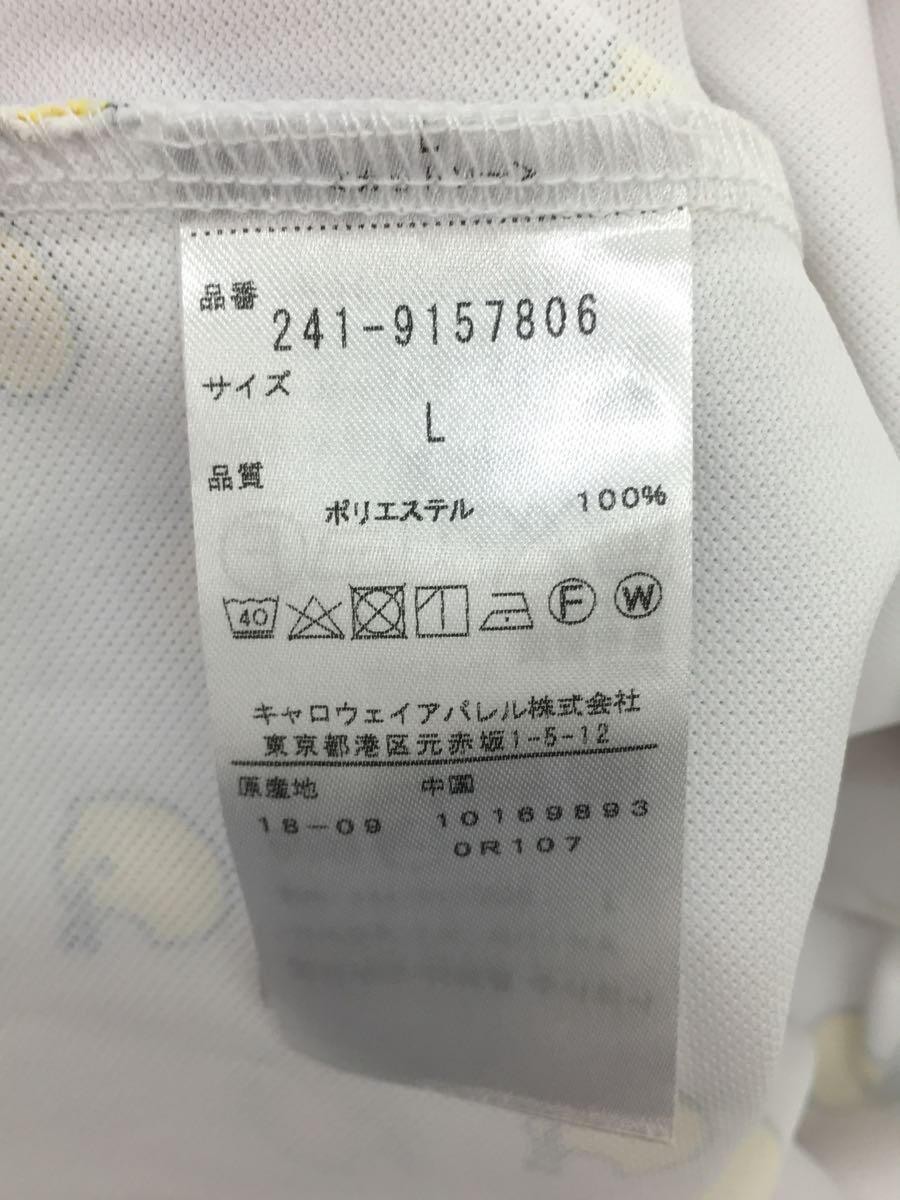 品番
241-9157806
サイズ
L
品質
ポリエステル 100%
40 F W
キャロウェイアパレル株式会社
東京都港区元赤坂1-5-12
原産地 中国
18-09 10169893
0R107